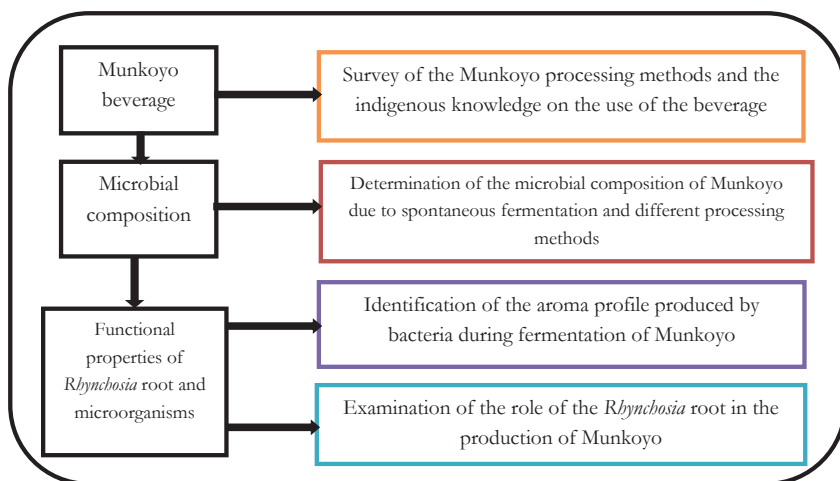 Munkoyo
beverage
Survey of the Munkoyo processing methods and the
indigenous knowledge on the use of the beverage
Microbial
composition
Determination of the microbial composition of Munkoyo
due to spontaneous fermentation and different processing
methods
Functional
properties of
Rhynchosia root and
microorganisms
Identification of the aroma profile produced by
bacteria during fermentation of Munkoyo
Examination of the role of the Rhynchosia root in the
production of Munkoyo